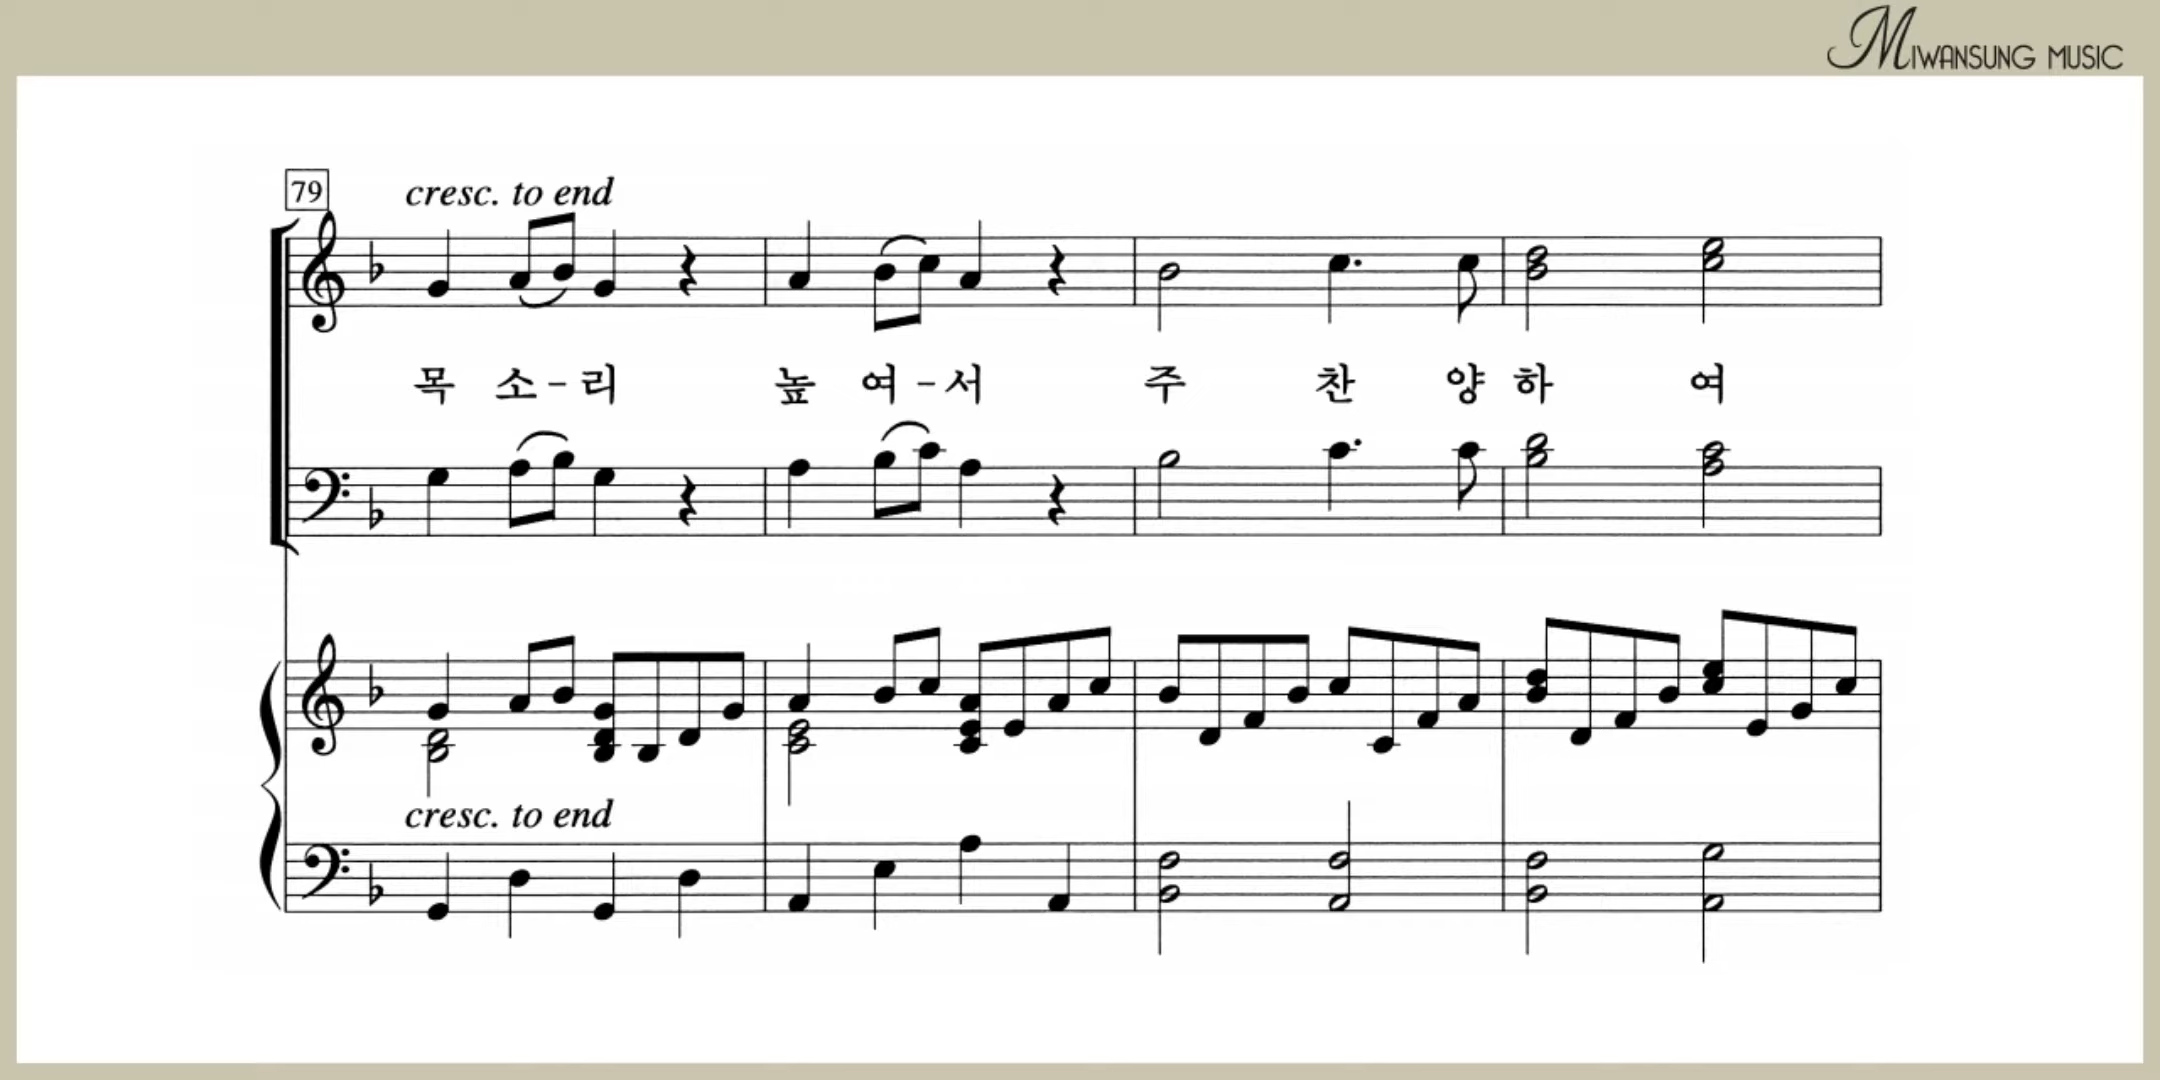 MIWANSUNG MUSIC
79
cresc. to end
목 소 - 리 높 여 - 서 주 찬 양 하 여
cresc. to end